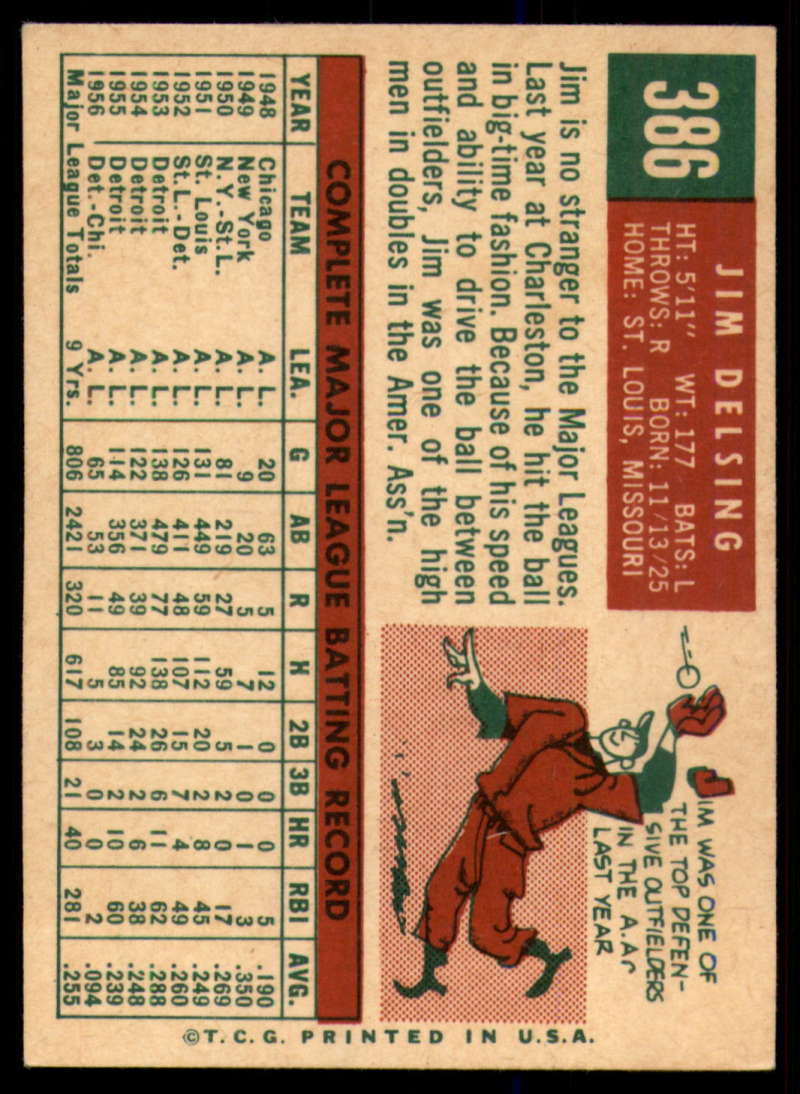 386
JIM DELSING
HT: 5'11" WT: 177 BATS: L
THROWS: R BORN: 11/13/25
HOME: ST. LOUIS, MISSOURI
Jim is no stranger to the Major Leagues.
Last year at Charleston, he hit the ball
in big-time fashion. Because of his speed
and ability to drive the ball between
outfielders, Jim was one of the high
men in doubles in the Amer. Ass'n.
JIM WAS ONE OF
THE TOP DEFEN-
SIVE OUTFIELDERS
IN THE A.A.
LAST YEAR
COMPLETE MAJOR LEAGUE BATTING RECORD
YEAR TEAM LEA. G AB R H 2B 3B HR RBI AVG.
1948 Chicago A. L. 20 63 5 12 0 0 0 5 .190
1949 New York A. L. 9 20 5 7 1 0 1 3 .350
1950 N.Y.-St.L. A. L. 81 219 27 59 5 2 0 17 .269
1951 St. Louis A. L. 131 449 59 112 20 2 8 45 .249
1952 St.L.-Det. A. L. 126 411 48 107 15 7 4 49 .260
1953 Detroit A. L. 138 479 77 138 26 6 11 62 .288
1954 Detroit A. L. 122 371 39 92 24 2 6 38 .248
1955 Detroit A. L. 114 356 49 85 14 2 10 60 .239
1956 Det.-Chi. A. L. 65 53 11 5 3 0 0 2 .094
Major League Totals 9 Yrs. 806 2421 320 617 108 21 40 281 .255
©T.C.G. PRINTED IN U.S.A.